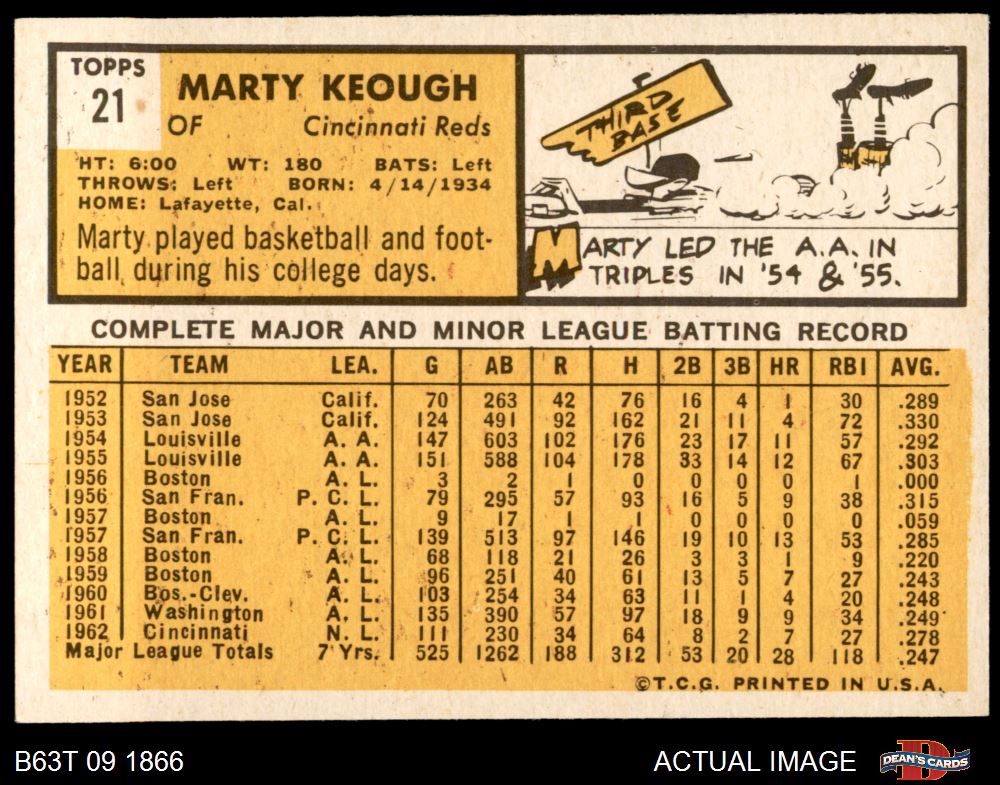 TOPPS
21
MARTY KEOUGH
OF Cincinnati Reds
HT: 6:00 WT: 180 BATS: Left
THROWS: Left BORN: 4/14/1934
HOME: Lafayette, Cal.
Marty played basketball and foot-
ball during his college days.
THIRD
BASE
MARTY LED THE A.A. IN
TRIPLES IN '54 & '55.
COMPLETE MAJOR AND MINOR LEAGUE BATTING RECORD
YEAR TEAM LEA. G AB R H 2B 3B HR RBI AVG.
1952 San Jose Calif. 70 263 42 76 16 4 1 30 .289
1953 San Jose Calif. 124 491 92 162 21 11 4 72 .330
1954 Louisville A. A. 147 603 102 176 23 17 11 57 .292
1955 Louisville A. A. 151 588 104 178 33 14 12 67 .303
1956 Boston A. L. 3 2 1 0 0 0 0 1 .000
1956 San Fran. P. C. L. 79 295 57 93 16 5 9 38 .315
1957 Boston A. L. 9 17 1 1 0 0 0 0 .059
1957 San Fran. P. C. L. 139 513 97 146 19 10 13 53 .285
1958 Boston A. L. 68 118 21 26 3 3 1 9 .220
1959 Boston A. L. 96 251 40 61 13 5 7 27 .243
1960 Bos.-Clev. A. L. 103 254 34 63 11 1 4 20 .248
1961 Washington A. L. 135 390 57 97 18 9 9 34 .249
1962 Cincinnati N. L. 111 230 34 64 8 2 7 27 .278
Major League Totals 7 Yrs. 525 1262 188 312 53 20 28 118 .247
©T.C.G. PRINTED IN U.S.A.
B63T 09 1866 ACTUAL IMAGE DEAN'S CARDS